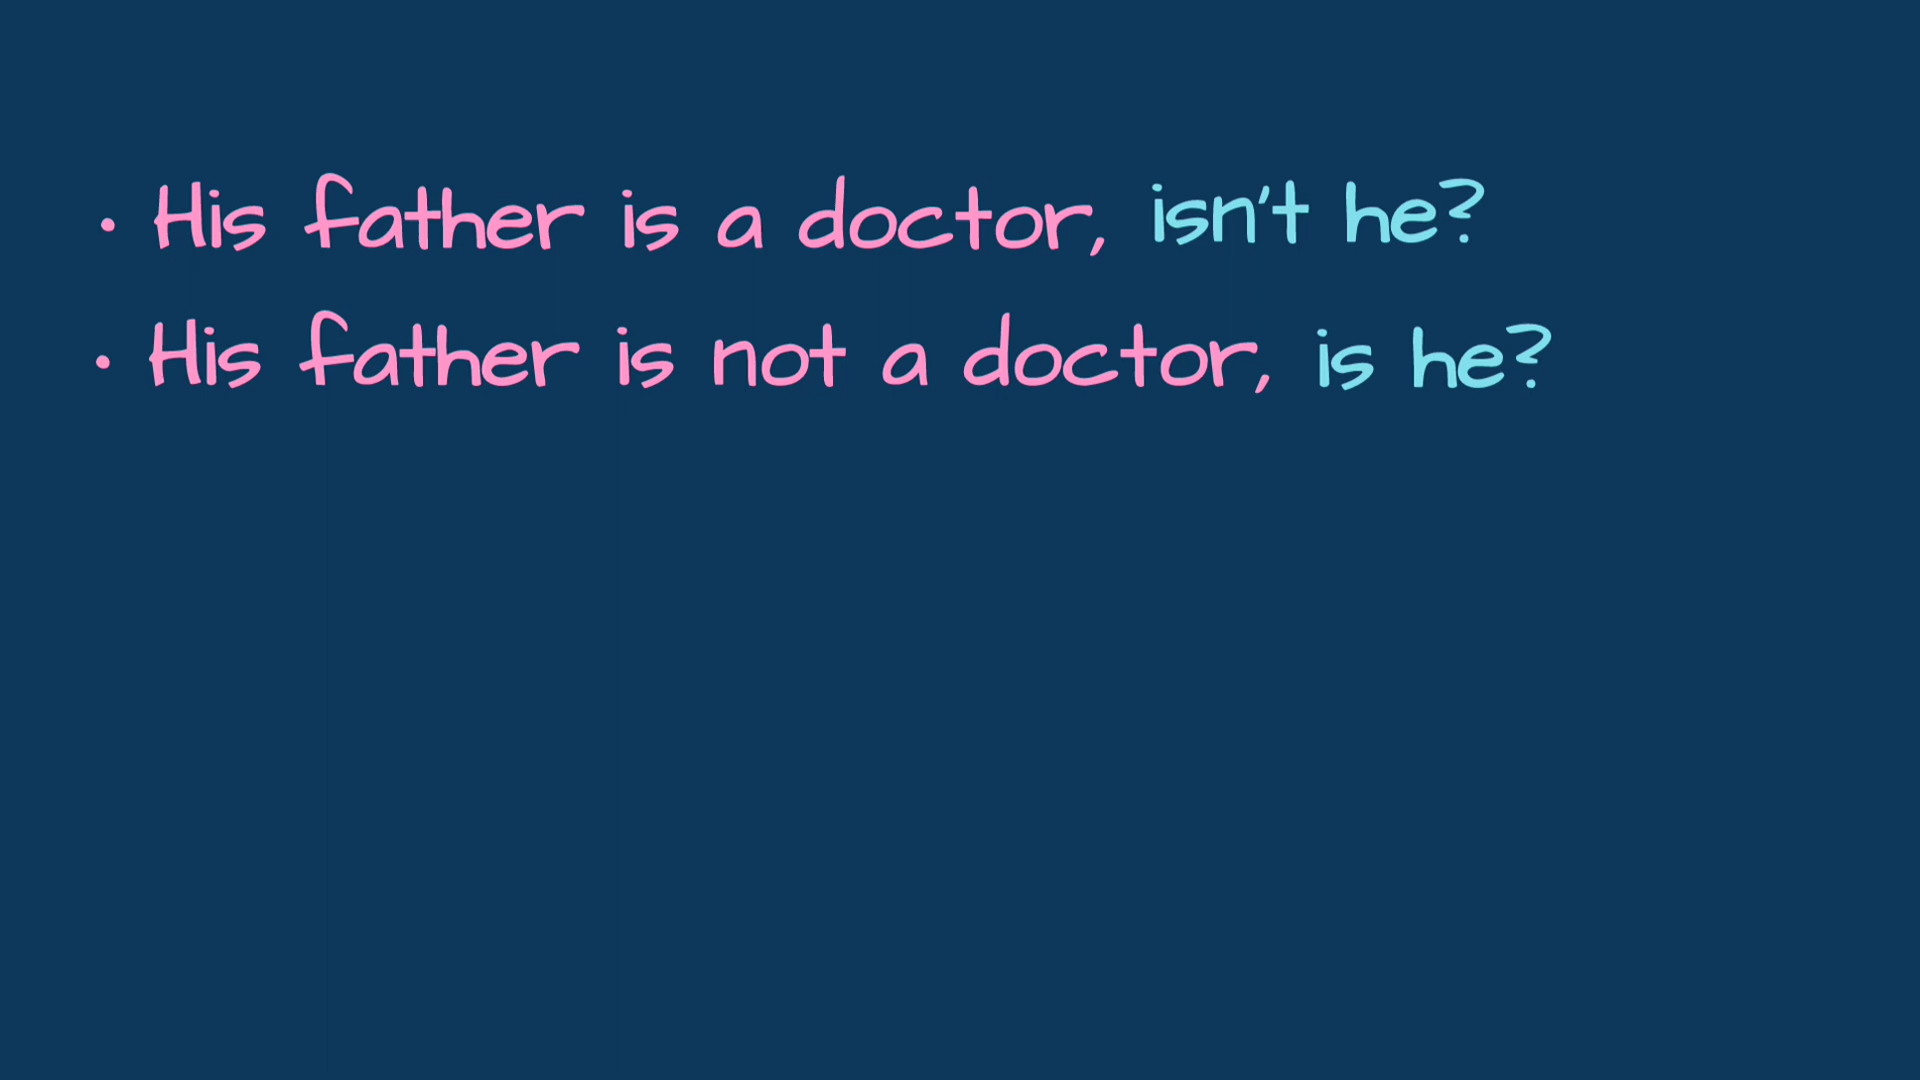 • His father is a doctor, isn't he?
• His father is not a doctor, is he?